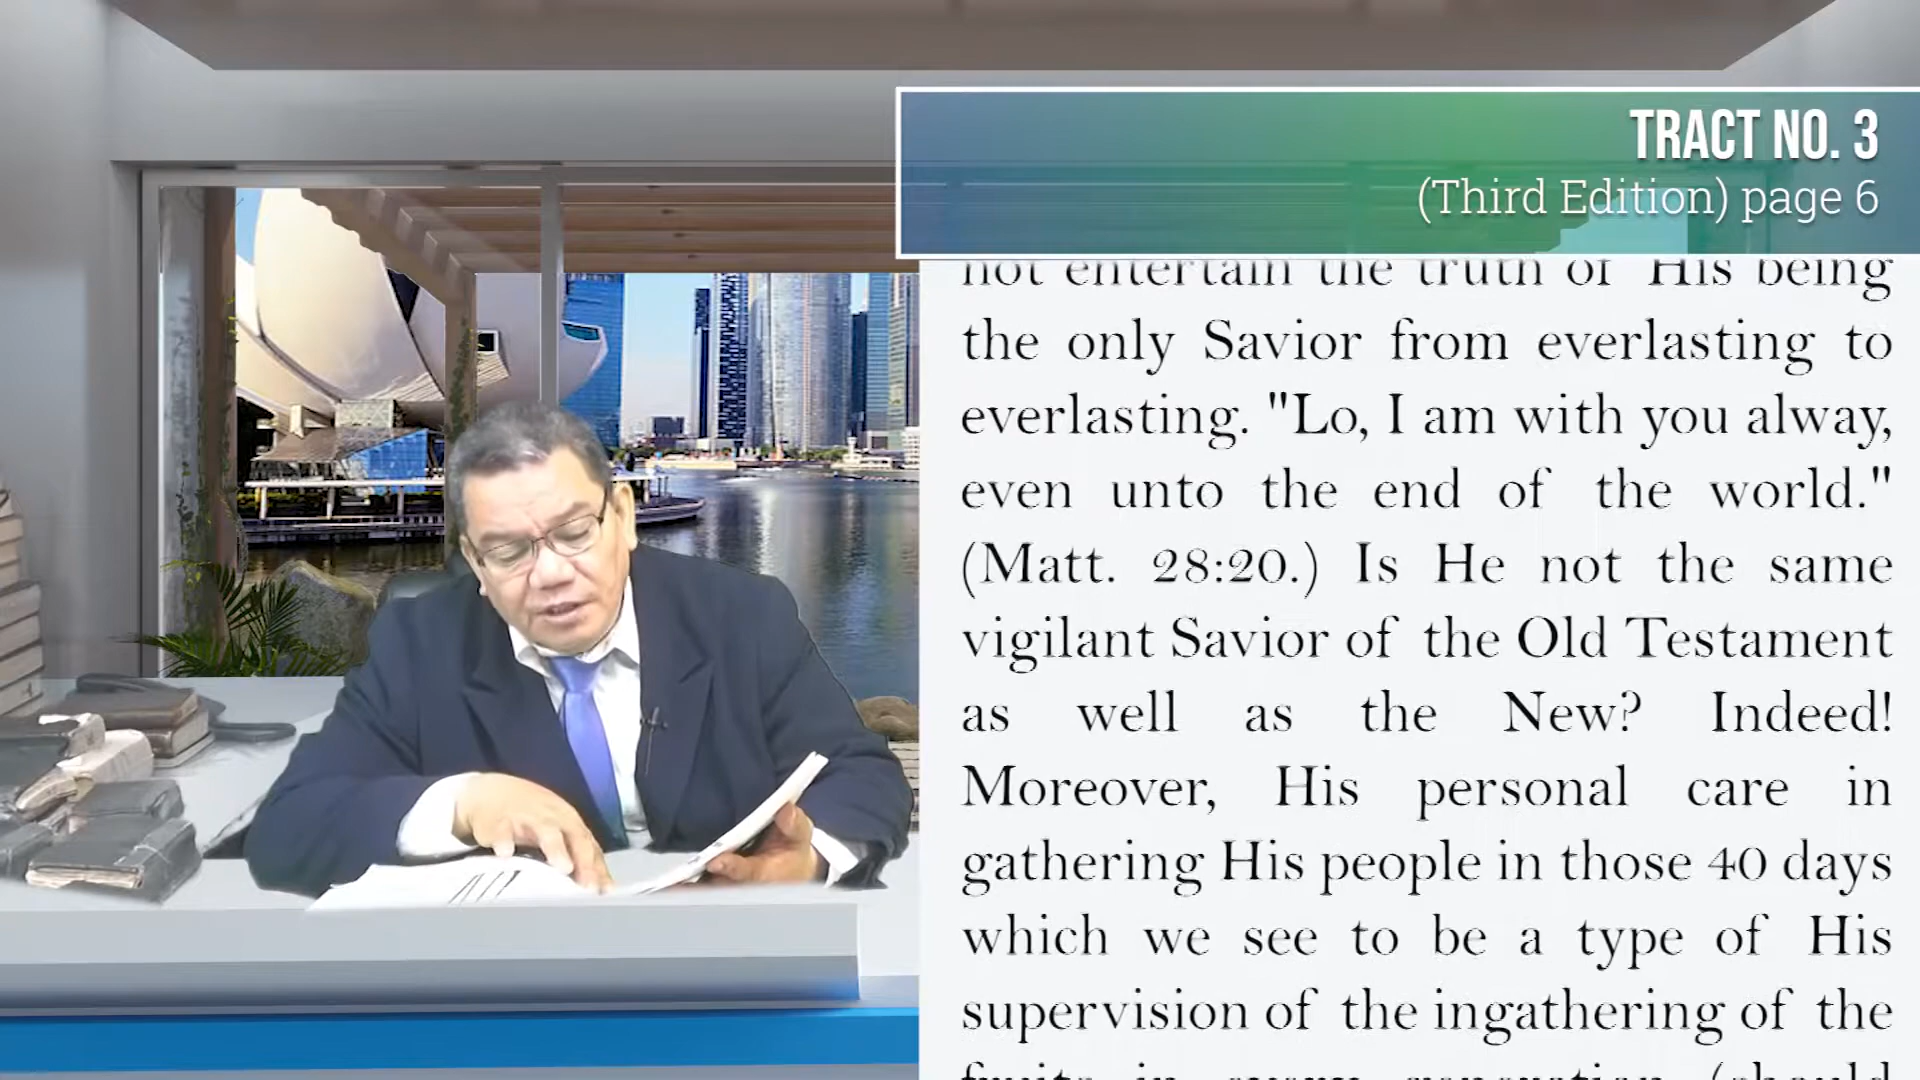 TRACT NO. 3
(Third Edition) page 6
not entertain the truth of His being
the only Savior from everlasting to
everlasting. "Lo, I am with you alway,
even unto the end of the world."
(Matt. 28:20.) Is He not the same
vigilant Savior of the Old Testament
as well as the New? Indeed!
Moreover, His personal care in
gathering His people in those 40 days
which we see to be a type of His
supervision of the ingathering of the